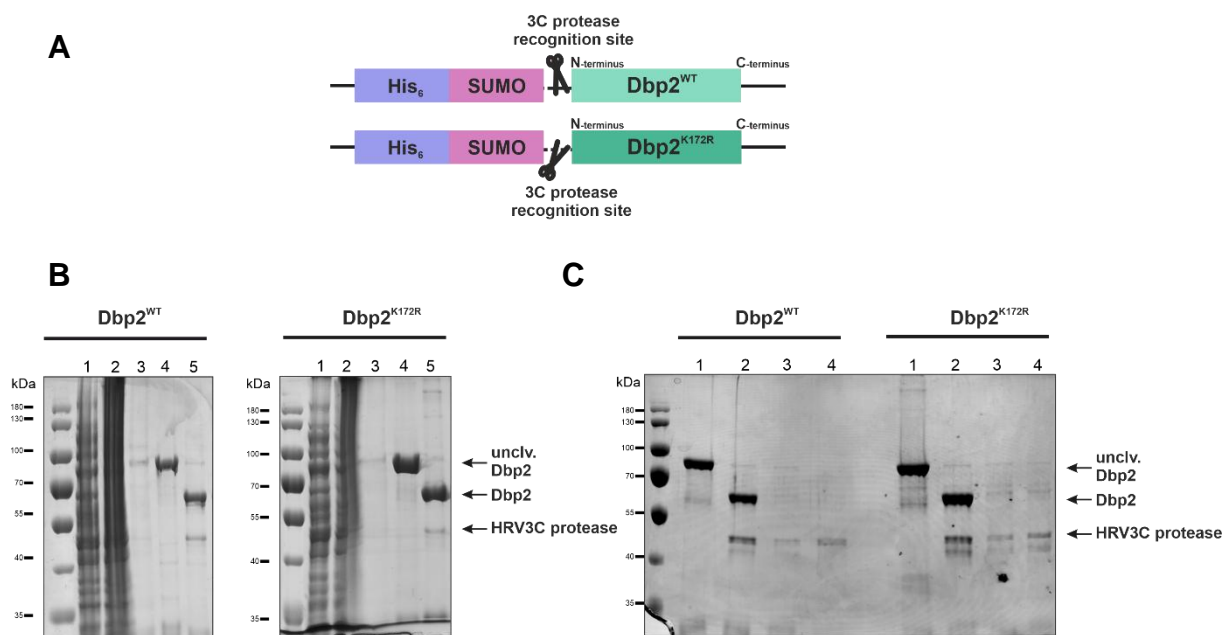 A
3C protease
recognition site
N-terminus C-terminus
His₆ SUMO Dbp2ᵂᵀ
N-terminus C-terminus
His₆ SUMO Dbp2ᴷ¹⁷²ᴿ
3C protease
recognition site
B
Dbp2ᵂᵀ
kDa 1 2 3 4 5
180
130
100
70
55
40
35
Dbp2ᴷ¹⁷²ᴿ
kDa 1 2 3 4 5
180
130
100
70
55
40
35
unclv.
Dbp2
Dbp2
HRV3C protease
C
Dbp2ᵂᵀ Dbp2ᴷ¹⁷²ᴿ
kDa 1 2 3 4 1 2 3 4
180
130
100
70
55
40
35
unclv.
Dbp2
Dbp2
HRV3C protease